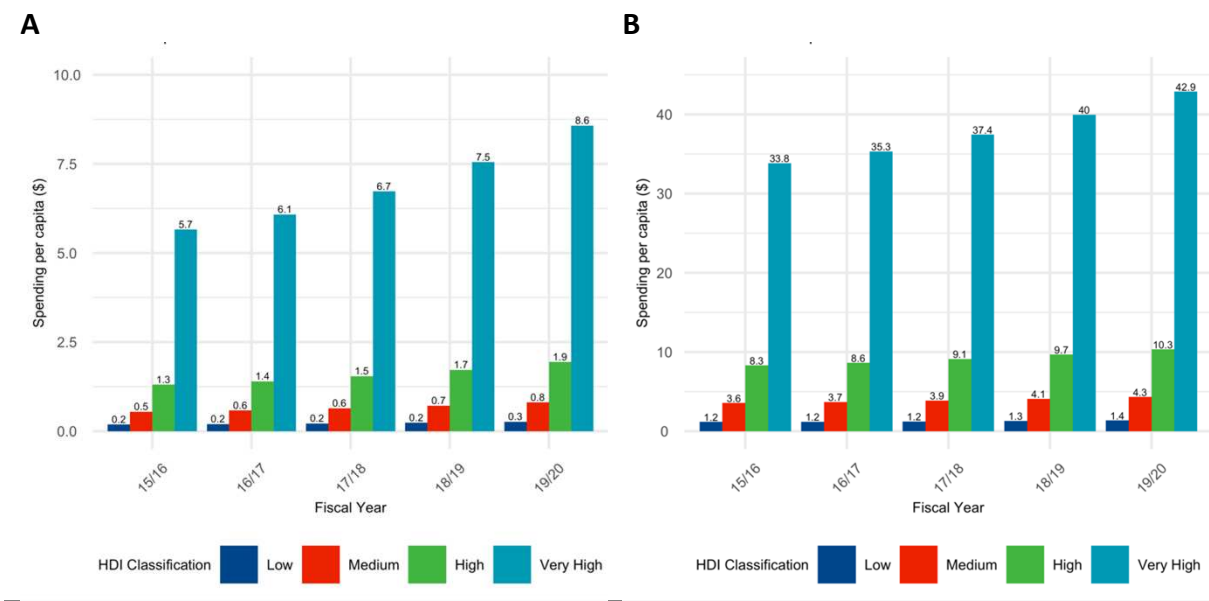 A
10.0
7.5
5.0
2.5
0.0
Spending per capita ($)
0.2 0.5 1.3 5.7
0.2 0.6 1.4 6.1
0.2 0.6 1.5 6.7
0.2 0.7 1.7 7.5
0.3 0.8 1.9 8.6
15/16 16/17 17/18 18/19 19/20
Fiscal Year
HDI Classification Low Medium High Very High
B
40
30
20
10
0
Spending per capita ($)
1.2 3.6 8.3 33.8
1.2 3.7 8.6 35.3
1.2 3.9 9.1 37.4
1.3 4.1 9.7 40
1.4 4.3 10.3 42.9
15/16 16/17 17/18 18/19 19/20
Fiscal Year
HDI Classification Low Medium High Very High